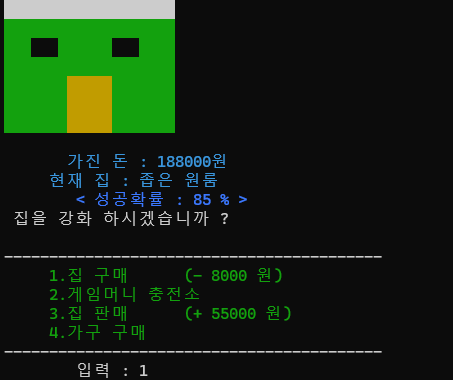 가진 돈 : 188000원
현재 집 : 좁은 원룸
< 성공확률 : 85 % >
집을 강화 하시겠습니까 ?
1.집 구매 (- 8000 원)
2.게임머니 충전소
3.집 판매 (+ 55000 원)
4.가구 구매
입력 : 1